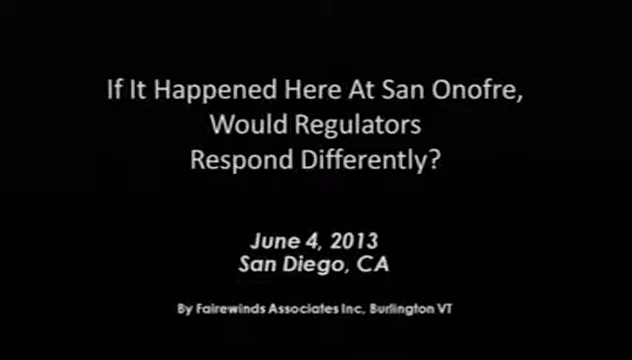 If It Happened Here At San Onofre,
Would Regulators
Respond Differently?
June 4, 2013
San Diego, CA
By Fairewinds Associates Inc, Burlington VT